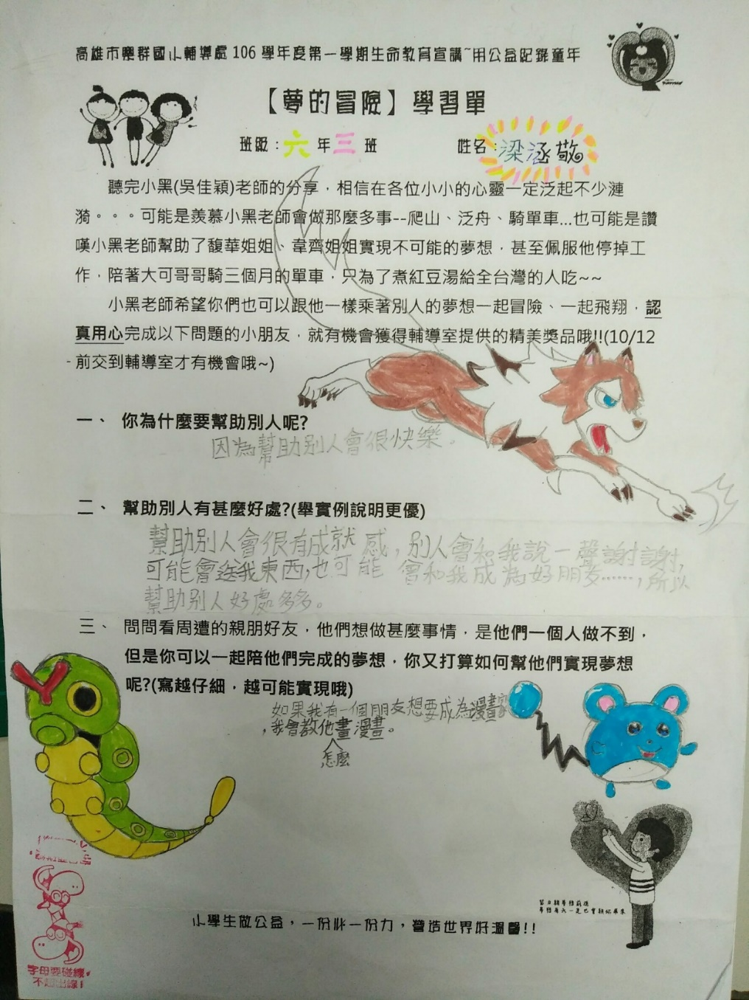 高雄市樂群國小輔導處 106 學年度第一學期生命教育宣講~用公益記錄童年
【夢的冒險】學習單
班級：六 年 三 班 姓名：梁涵敬
聽完小黑(吳佳穎)老師的分享，相信在各位小小的心靈一定泛起不少漣
漪。。。可能是羨慕小黑老師會做那麼多事--爬山、泛舟、騎單車...也可能是讚
嘆小黑老師幫助了馥華姐姐、韋齊姐姐實現不可能的夢想，甚至佩服他停掉工
作，陪著大可哥哥騎三個月的單車，只為了煮紅豆湯給全台灣的人吃~~
小黑老師希望你們也可以跟他一樣乘著別人的夢想一起冒險、一起飛翔，認
真用心完成以下問題的小朋友，就有機會獲得輔導室提供的精美獎品哦!!(10/12
前交到輔導室才有機會哦~)
一、 你為什麼要幫助別人呢?
因為幫助別人會很快樂。
二、 幫助別人有甚麼好處?(舉實例說明更優)
幫助別人會很有成就感，別人會和我說一聲謝謝，
可能會送我東西，也可能 會和我成為好朋友……，所以
幫助別人好處多多。
三、 問問看周遭的親朋好友，他們想做甚麼事情，是他們一個人做不到，
但是你可以一起陪他們完成的夢想，你又打算如何幫他們實現夢想
呢?(寫越仔細，越可能實現哦)
如果我有一個朋友想要成為漫畫家
，我會教他畫漫畫。
怎麼
小學生做公益，一份心一份力，營造世界好溫馨!!
字母要碰線，
不超出線！